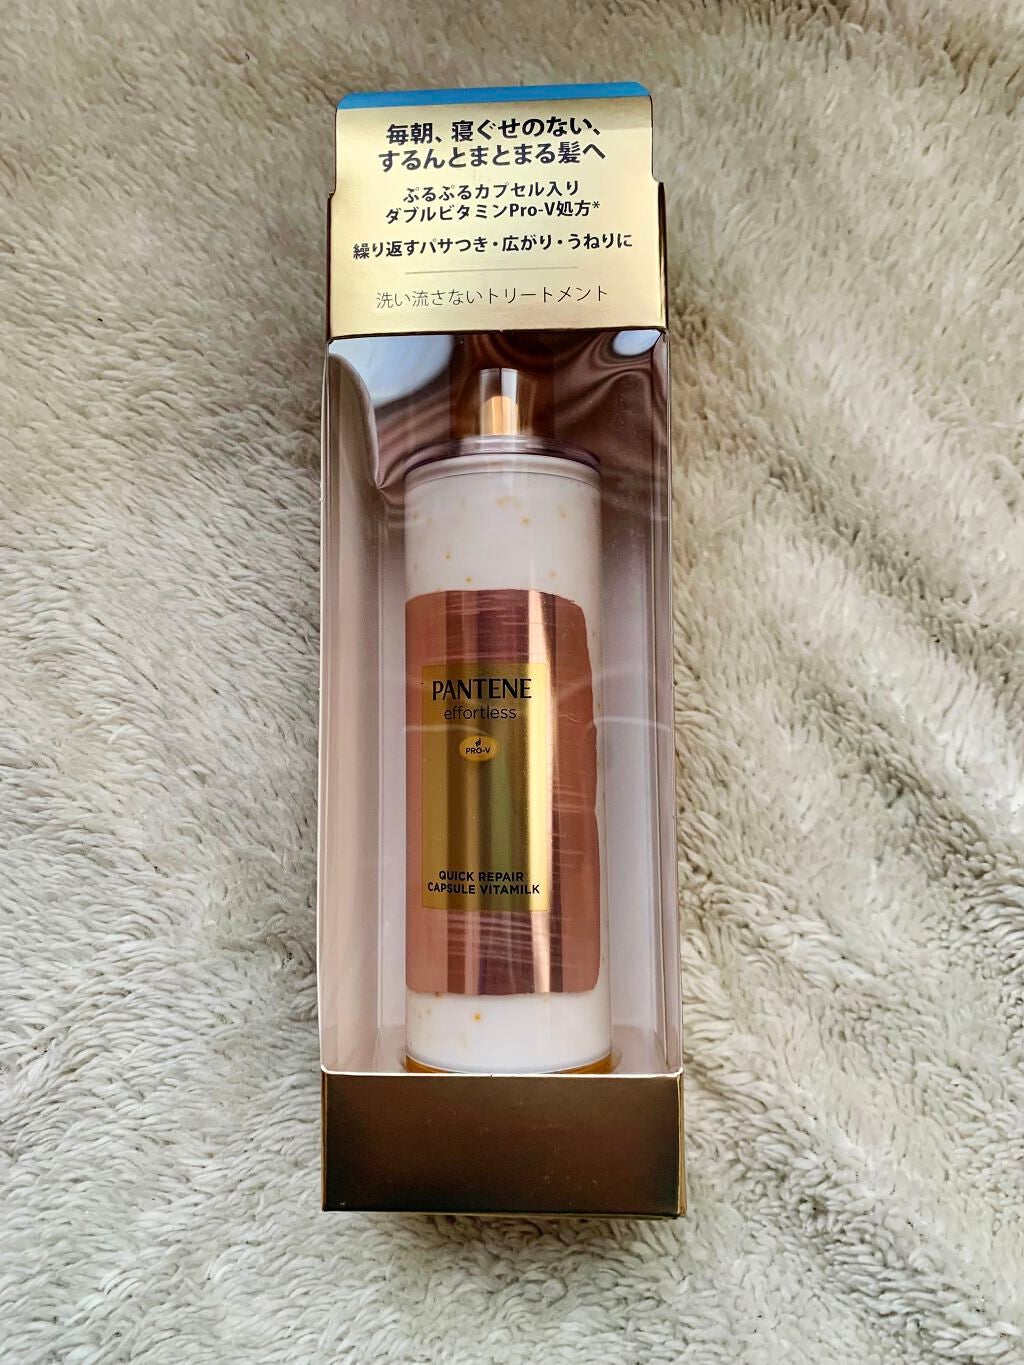 毎朝、寝ぐせのない、
するんとまとまる髪へ
ぷるぷるカプセル入り
ダブルビタミンPro-V処方*
繰り返すパサつき・広がり・うねりに
洗い流さないトリートメント
PANTENE
effortless
PRO-V
QUICK REPAIR
CAPSULE VITAMILK